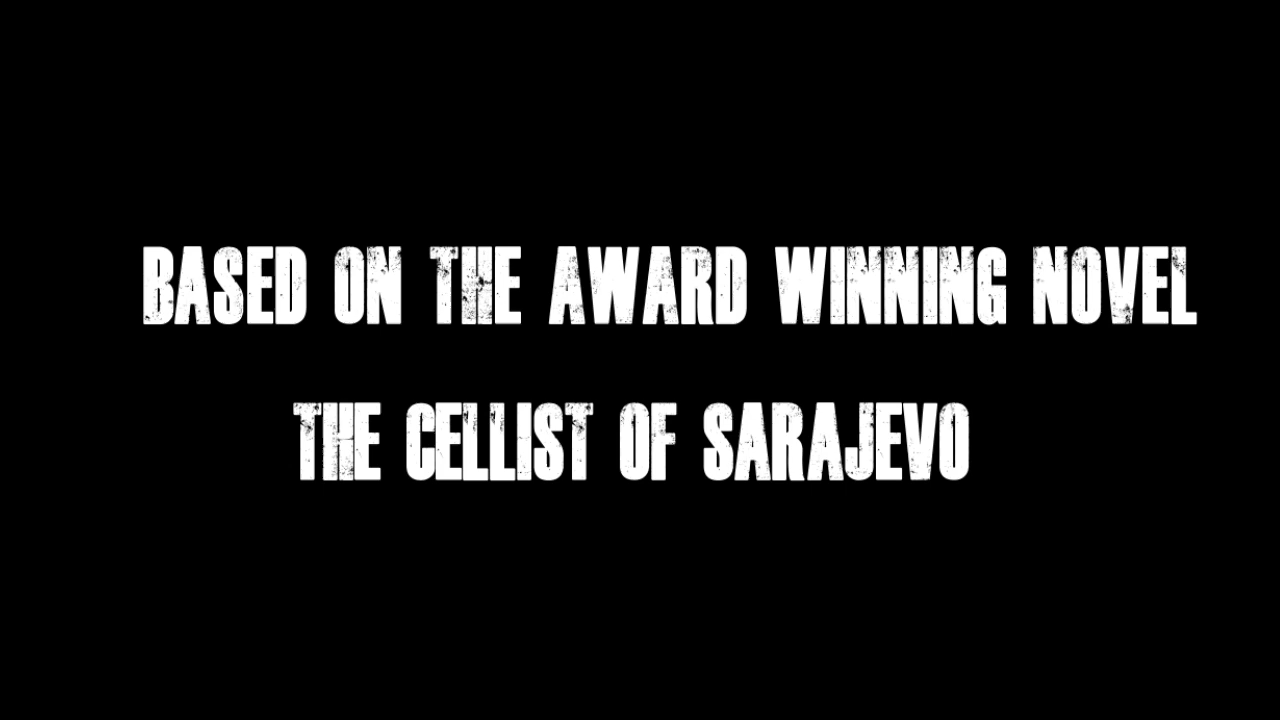 BASED ON THE AWARD WINNING NOVEL
THE CELLIST OF SARAJEVO